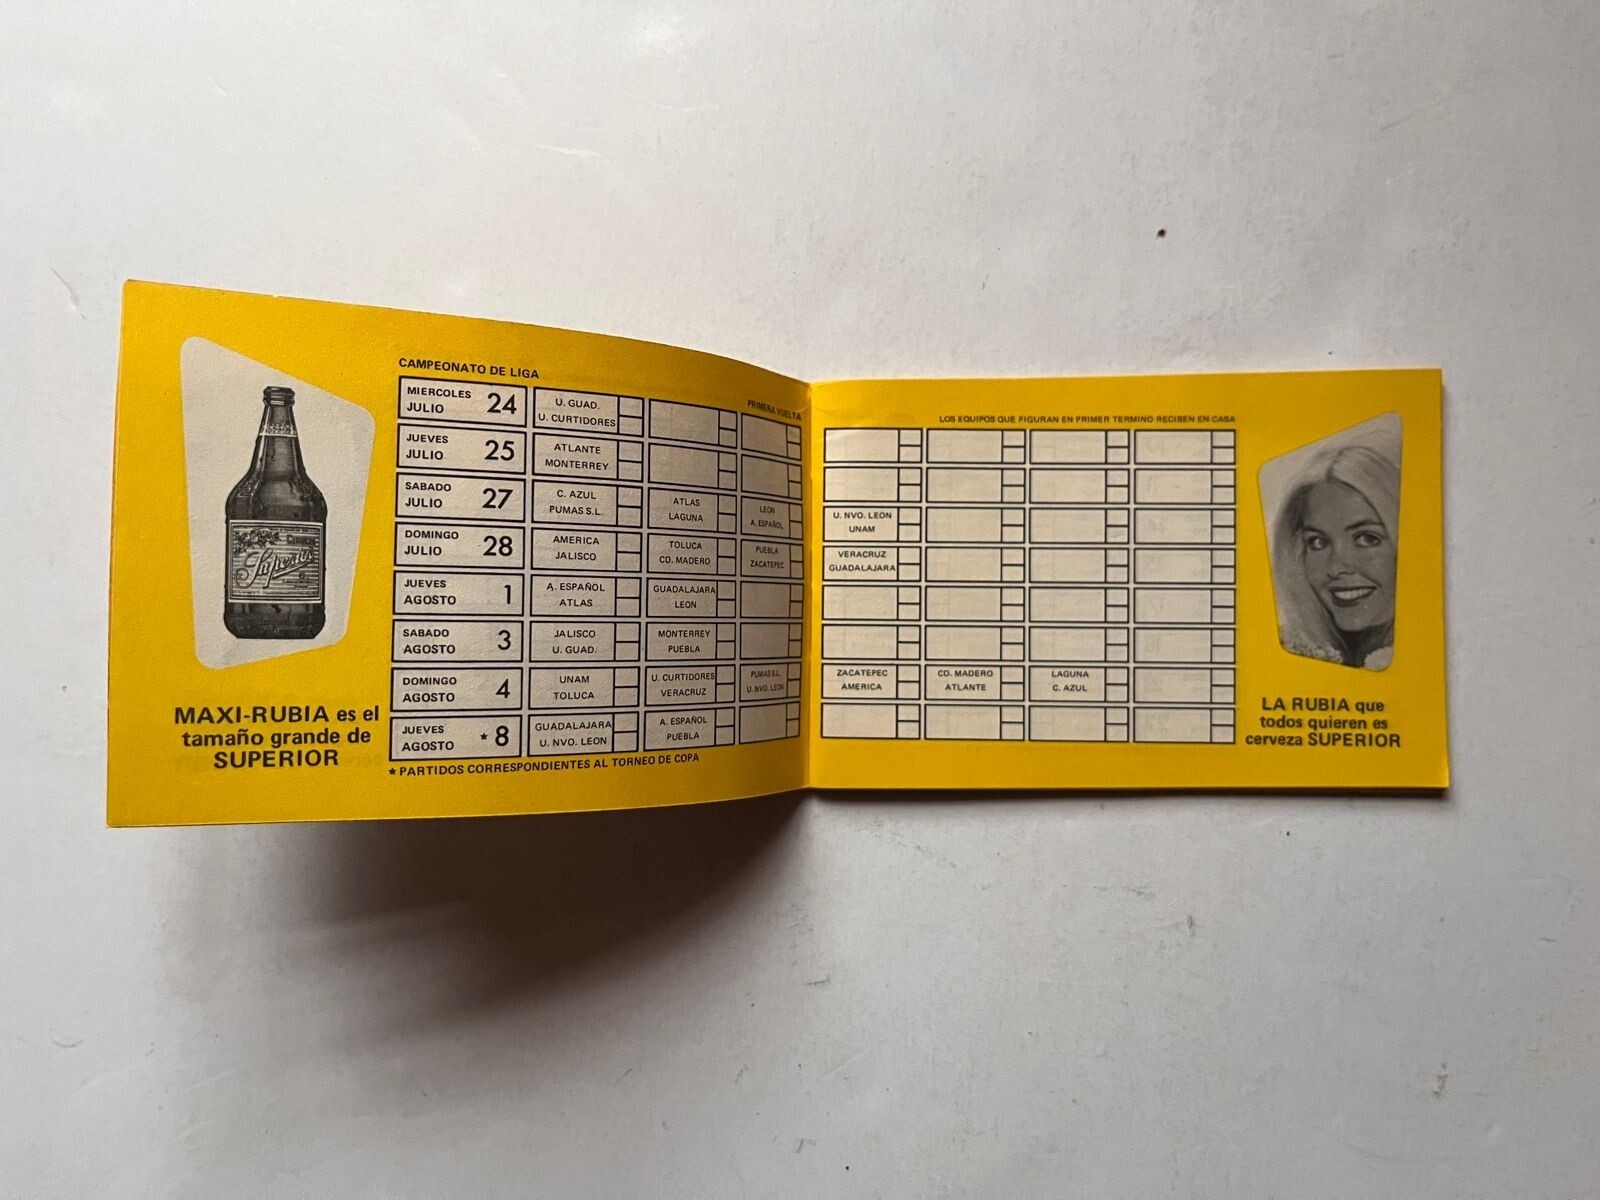 CAMPEONATO DE LIGA
PRIMERA VUELTA
LOS EQUIPOS QUE FIGURAN EN PRIMER TERMINO RECIBEN EN CASA
MIERCOLES
JULIO 24
U. GUAD.
U. CURTIDORES
JUEVES
JULIO 25
ATLANTE
MONTERREY
SABADO
JULIO 27
C. AZUL
PUMAS S.L.
ATLAS
LAGUNA
LEON
A. ESPAÑOL
U. NVO. LEON
UNAM
DOMINGO
JULIO 28
AMERICA
JALISCO
TOLUCA
CD. MADERO
PUEBLA
ZACATEPEC
VERACRUZ
GUADALAJARA
JUEVES
AGOSTO 1
A. ESPAÑOL
ATLAS
GUADALAJARA
LEON
SABADO
AGOSTO 3
JALISCO
U. GUAD.
MONTERREY
PUEBLA
DOMINGO
AGOSTO 4
UNAM
TOLUCA
U. CURTIDORES
VERACRUZ
PUMAS S.L.
U. NVO. LEON
ZACATEPEC
AMERICA
CD. MADERO
ATLANTE
LAGUNA
C. AZUL
JUEVES
AGOSTO ★ 8
GUADALAJARA
U. NVO. LEON
A. ESPAÑOL
PUEBLA
★ PARTIDOS CORRESPONDIENTES AL TORNEO DE COPA
Superior
MAXI-RUBIA es el
tamaño grande de
SUPERIOR
LA RUBIA que
todos quieren es
cerveza SUPERIOR